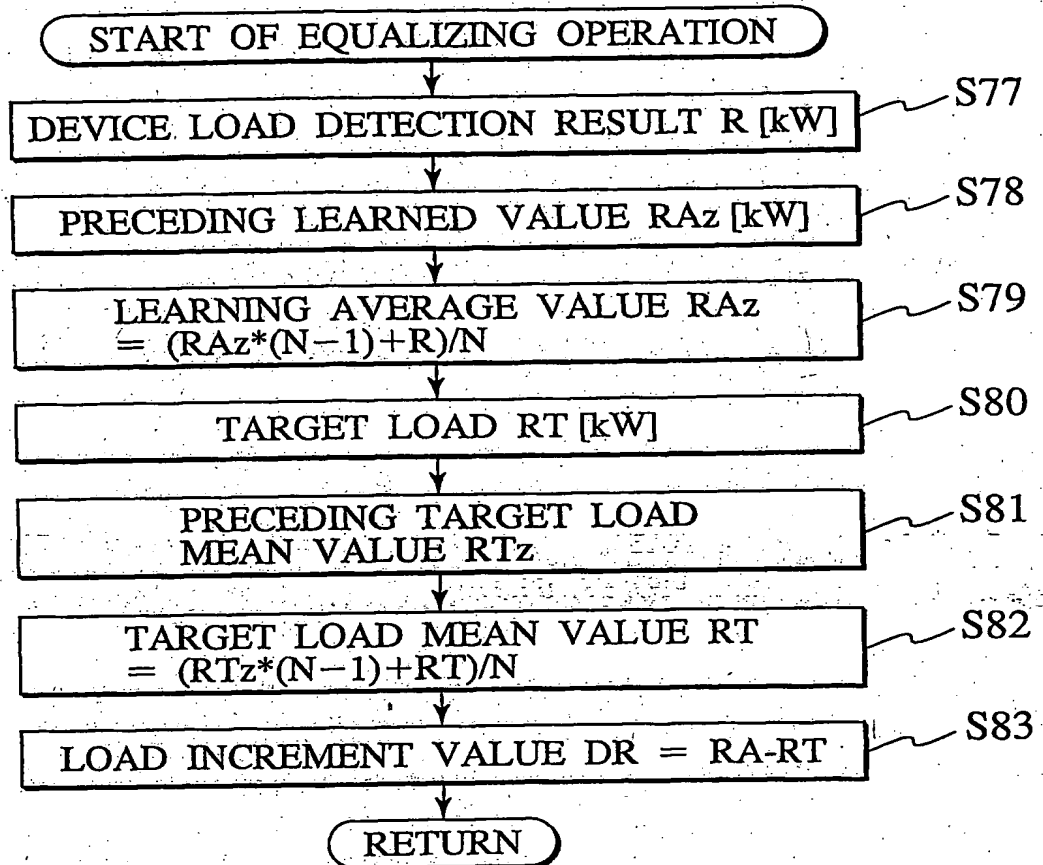 START OF EQUALIZING OPERATION
DEVICE LOAD DETECTION RESULT R [kW]
S77
PRECEDING LEARNED VALUE RAz [kW]
S78
LEARNING AVERAGE VALUE RAz
= (RAz*(N−1)+R)/N
S79
TARGET LOAD RT [kW]
S80
PRECEDING TARGET LOAD
MEAN VALUE RTz
S81
TARGET LOAD MEAN VALUE RT
= (RTz*(N−1)+RT)/N
S82
LOAD INCREMENT VALUE DR = RA-RT
S83
RETURN